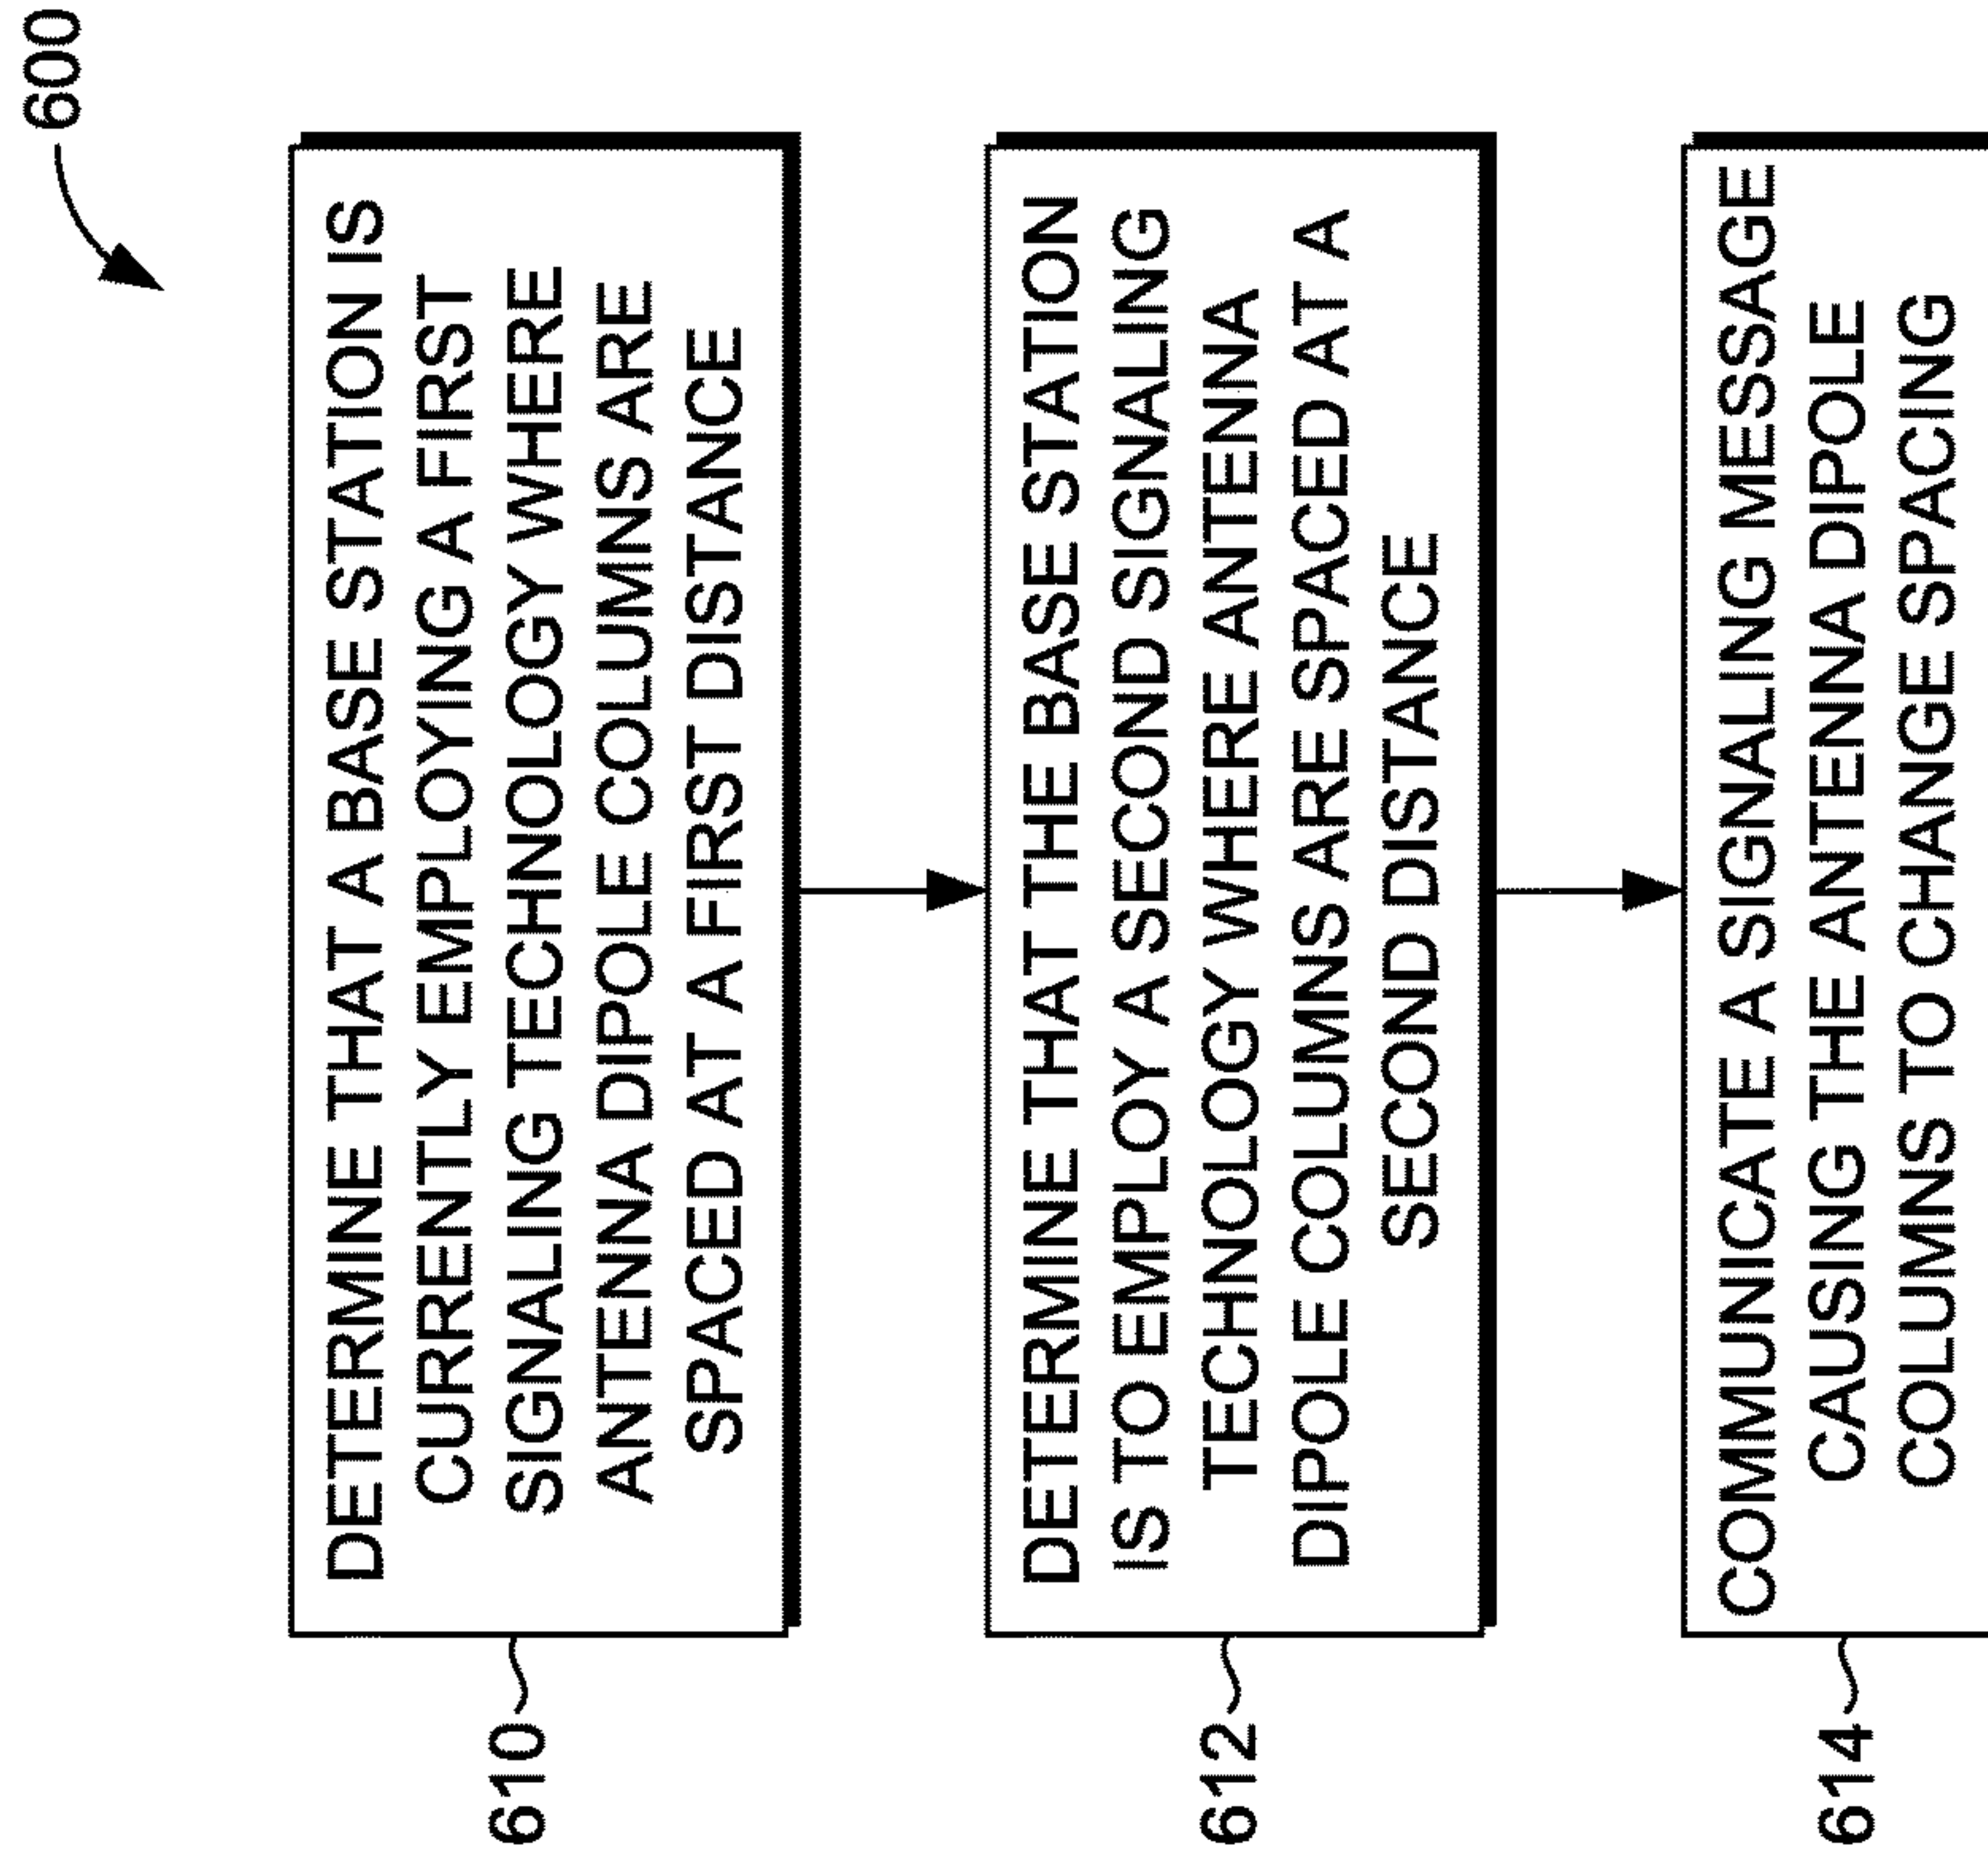 600
610
DETERMINE THAT A BASE STATION IS
CURRENTLY EMPLOYING A FIRST
SIGNALING TECHNOLOGY WHERE
ANTENNA DIPOLE COLUMNS ARE
SPACED AT A FIRST DISTANCE
612
DETERMINE THAT THE BASE STATION
IS TO EMPLOY A SECOND SIGNALING
TECHNOLOGY WHERE ANTENNA
DIPOLE COLUMNS ARE SPACED AT A
SECOND DISTANCE
614
COMMUNICATE A SIGNALING MESSAGE
CAUSING THE ANTENNA DIPOLE
COLUMNS TO CHANGE SPACING